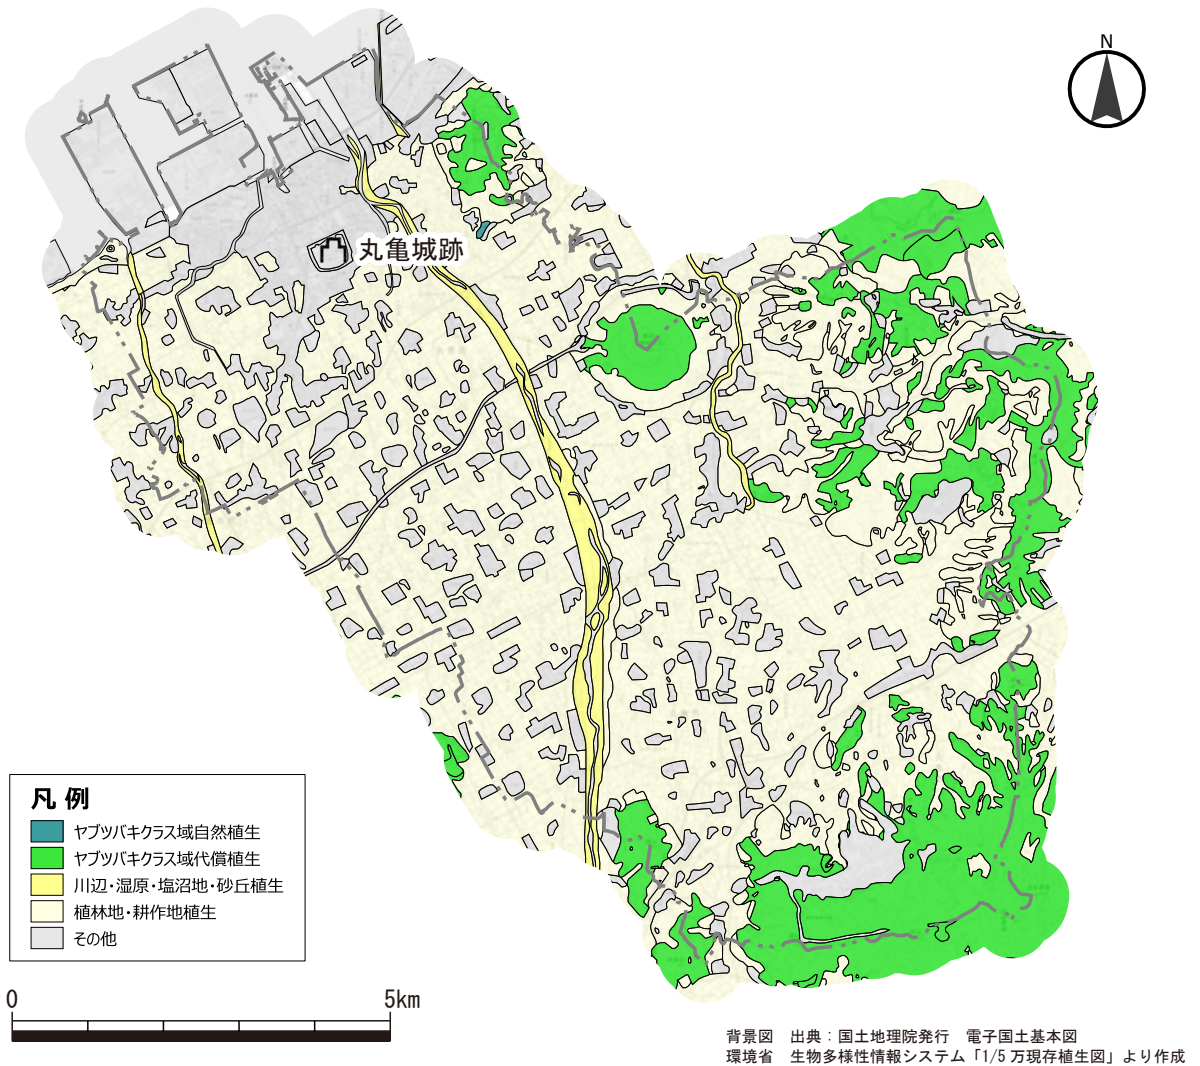 N
丸亀城跡
凡 例
ヤブツバキクラス域自然植生
ヤブツバキクラス域代償植生
川辺・湿原・塩沼地・砂丘植生
植林地・耕作地植生
その他
0 5km
背景図 出典：国土地理院発行 電子国土基本図
環境省 生物多様性情報システム「1/5万現存植生図」より作成